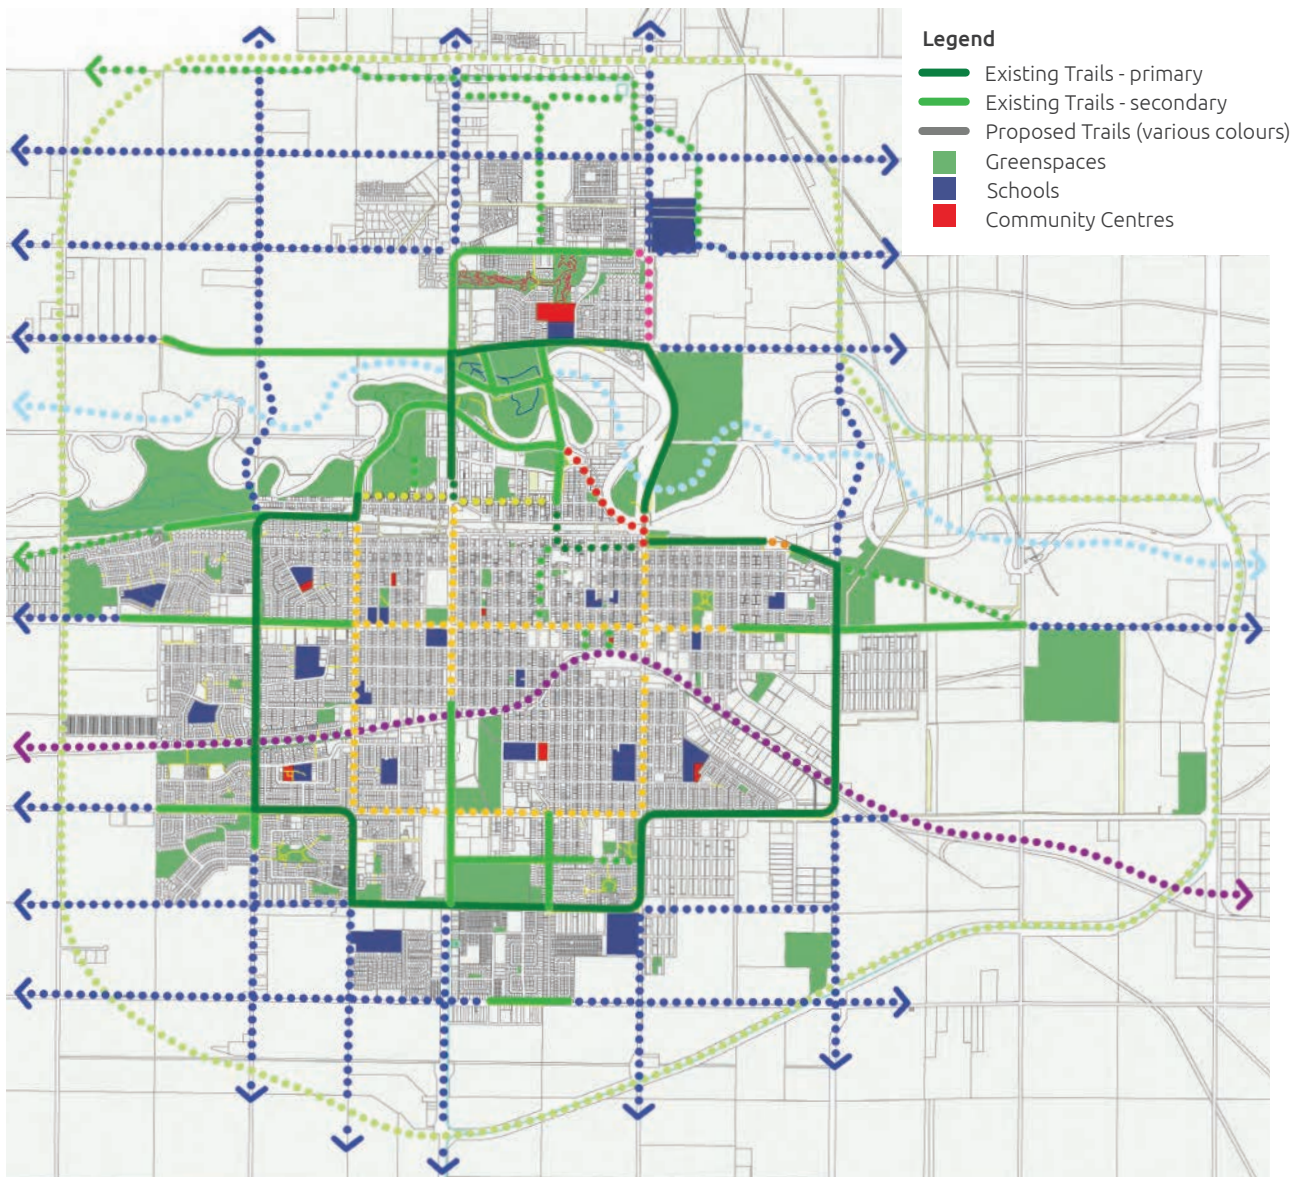 Legend
Existing Trails - primary
Existing Trails - secondary
Proposed Trails (various colours)
Greenspaces
Schools
Community Centres